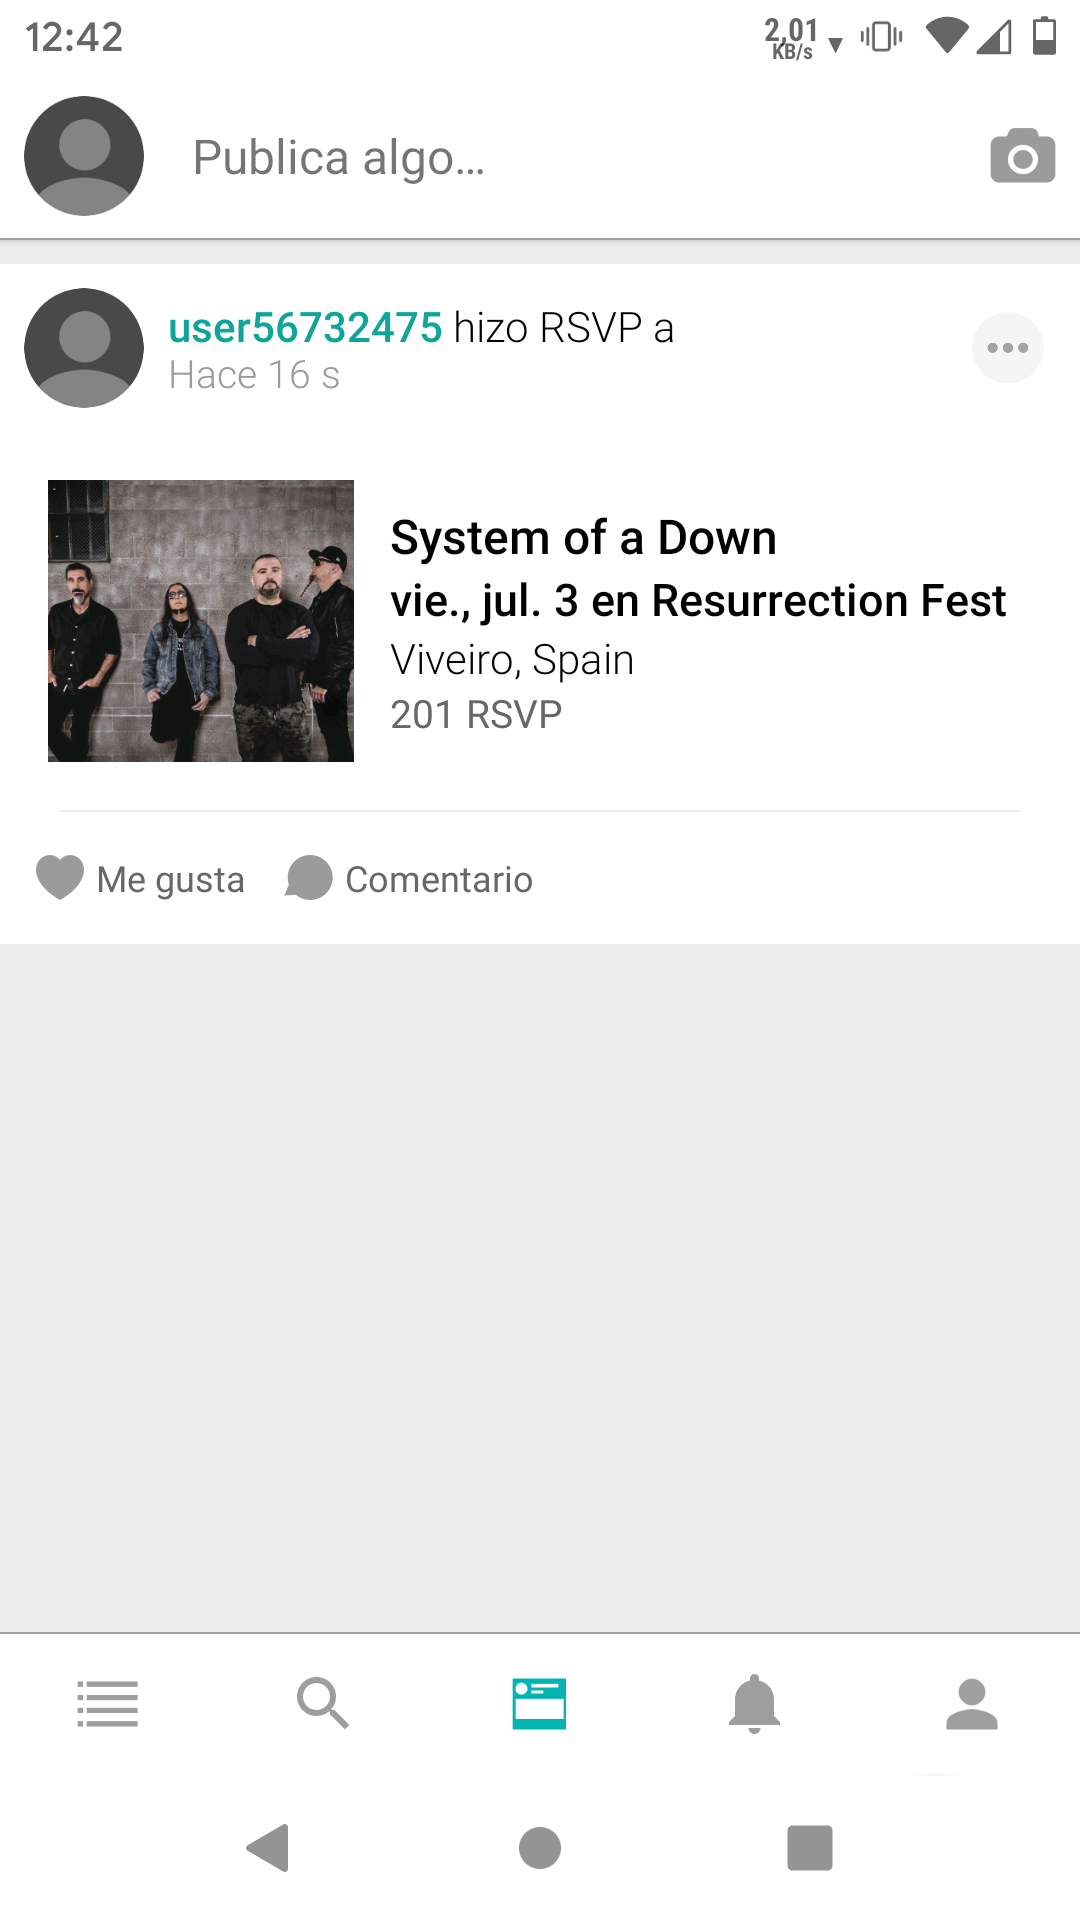 12:42
2,01
KB/s
Publica algo...
user56732475 hizo RSVP a
Hace 16 s
System of a Down
vie., jul. 3 en Resurrection Fest
Viveiro, Spain
201 RSVP
Me gusta
Comentario